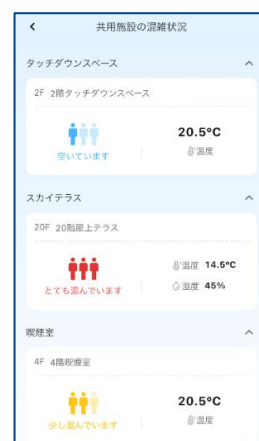 共用施設の混雑状況
タッチダウンスペース
2F 2階タッチダウンスペース
空いています
20.5°C
温度
スカイテラス
20F 20階屋上テラス
とても混んでいます
温度 14.5°C
湿度 45%
喫煙室
4F 4階喫煙室
少し混んでいます
20.5°C
温度